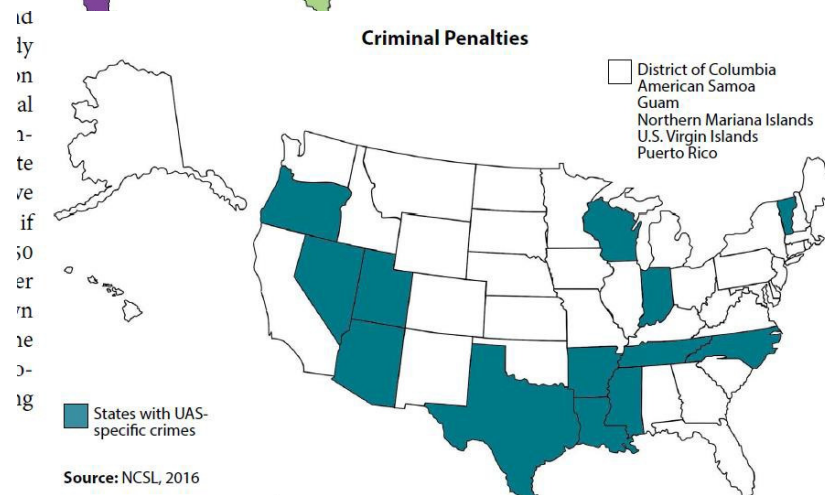 Criminal Penalties
District of Columbia
American Samoa
Guam
Northern Mariana Islands
U.S. Virgin Islands
Puerto Rico
States with UAS-
specific crimes
Source: NCSL, 2016